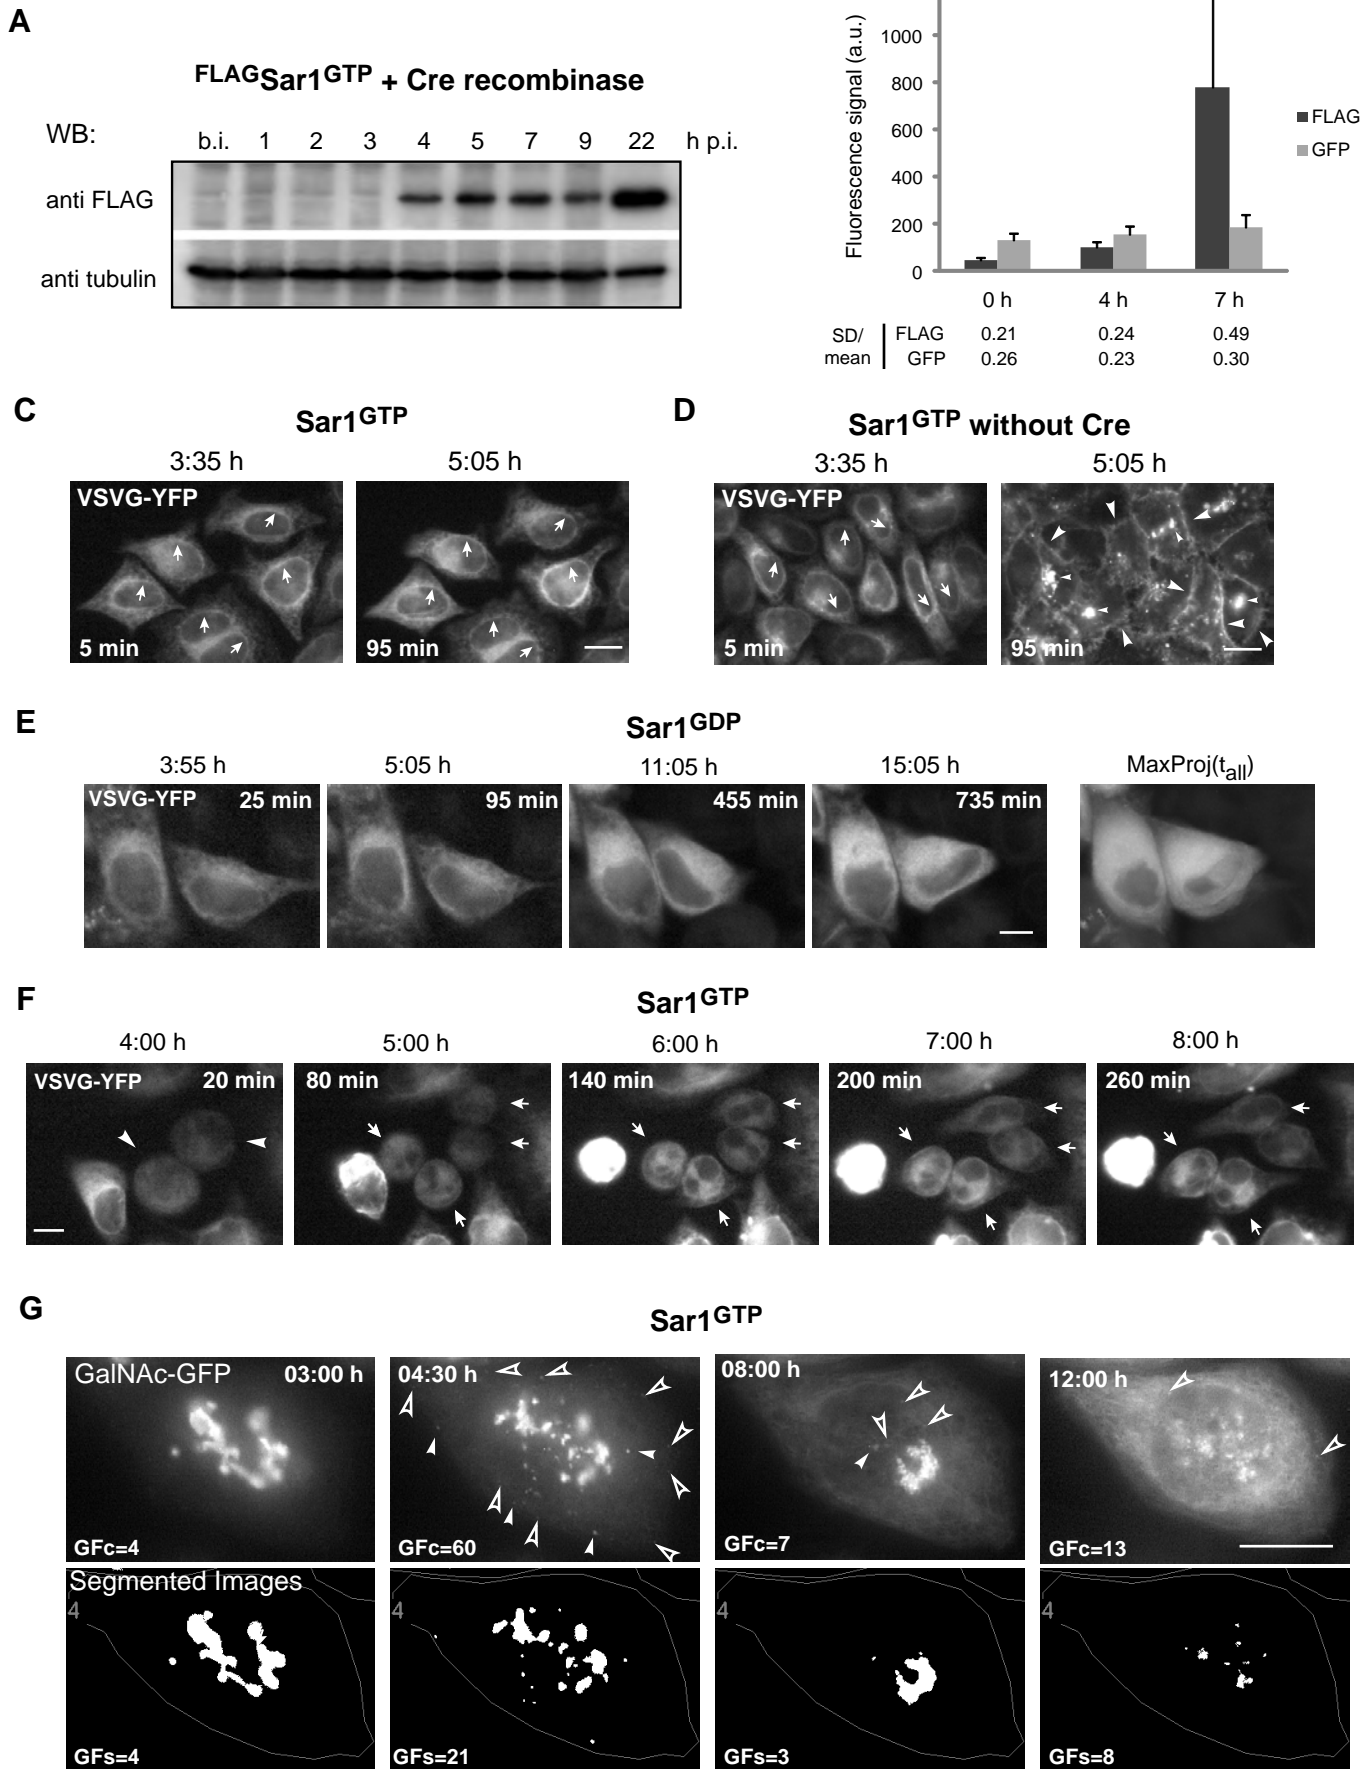 A
FLAGSar1GTP + Cre recombinase
WB:
b.i. 1 2 3 4 5 7 9 22 h p.i.
anti FLAG
anti tubulin
Fluorescence signal (a.u.)
1000
800
600
400
200
0
FLAG
GFP
0 h 4 h 7 h
SD/ mean
FLAG 0.21 0.24 0.49
GFP 0.26 0.23 0.30
C
Sar1GTP
3:35 h 5:05 h
VSVG-YFP
5 min 95 min
D
Sar1GTP without Cre
3:35 h 5:05 h
VSVG-YFP
5 min 95 min
E
Sar1GDP
3:55 h 5:05 h 11:05 h 15:05 h MaxProj(tall)
VSVG-YFP 25 min 95 min 455 min 735 min
F
Sar1GTP
4:00 h 5:00 h 6:00 h 7:00 h 8:00 h
VSVG-YFP 20 min 80 min 140 min 200 min 260 min
G
Sar1GTP
GalNAc-GFP 03:00 h 04:30 h 08:00 h 12:00 h
GFc=4 GFc=60 GFc=7 GFc=13
Segmented Images
4 4 4 4
GFs=4 GFs=21 GFs=3 GFs=8